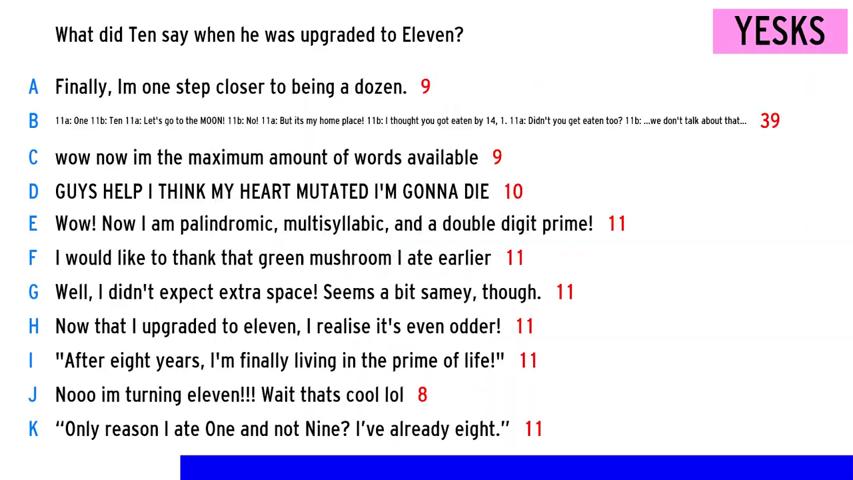 What did Ten say when he was upgraded to Eleven?
YESKS
A Finally, Im one step closer to being a dozen. 9
B 11a: One 11b: Ten 11a: Let's go to the MOON! 11b: No! 11a: But its my home place! 11b: I thought you got eaten by 14, 1. 11a: Didn't you get eaten too? 11b: ...we don't talk about that... 39
C wow now im the maximum amount of words available 9
D GUYS HELP I THINK MY HEART MUTATED I'M GONNA DIE 10
E Wow! Now I am palindromic, multisyllabic, and a double digit prime! 11
F I would like to thank that green mushroom I ate earlier 11
G Well, I didn't expect extra space! Seems a bit samey, though. 11
H Now that I upgraded to eleven, I realise it's even odder! 11
I "After eight years, I'm finally living in the prime of life!" 11
J Nooo im turning eleven!!! Wait thats cool lol 8
K “Only reason I ate One and not Nine? I’ve already eight.” 11